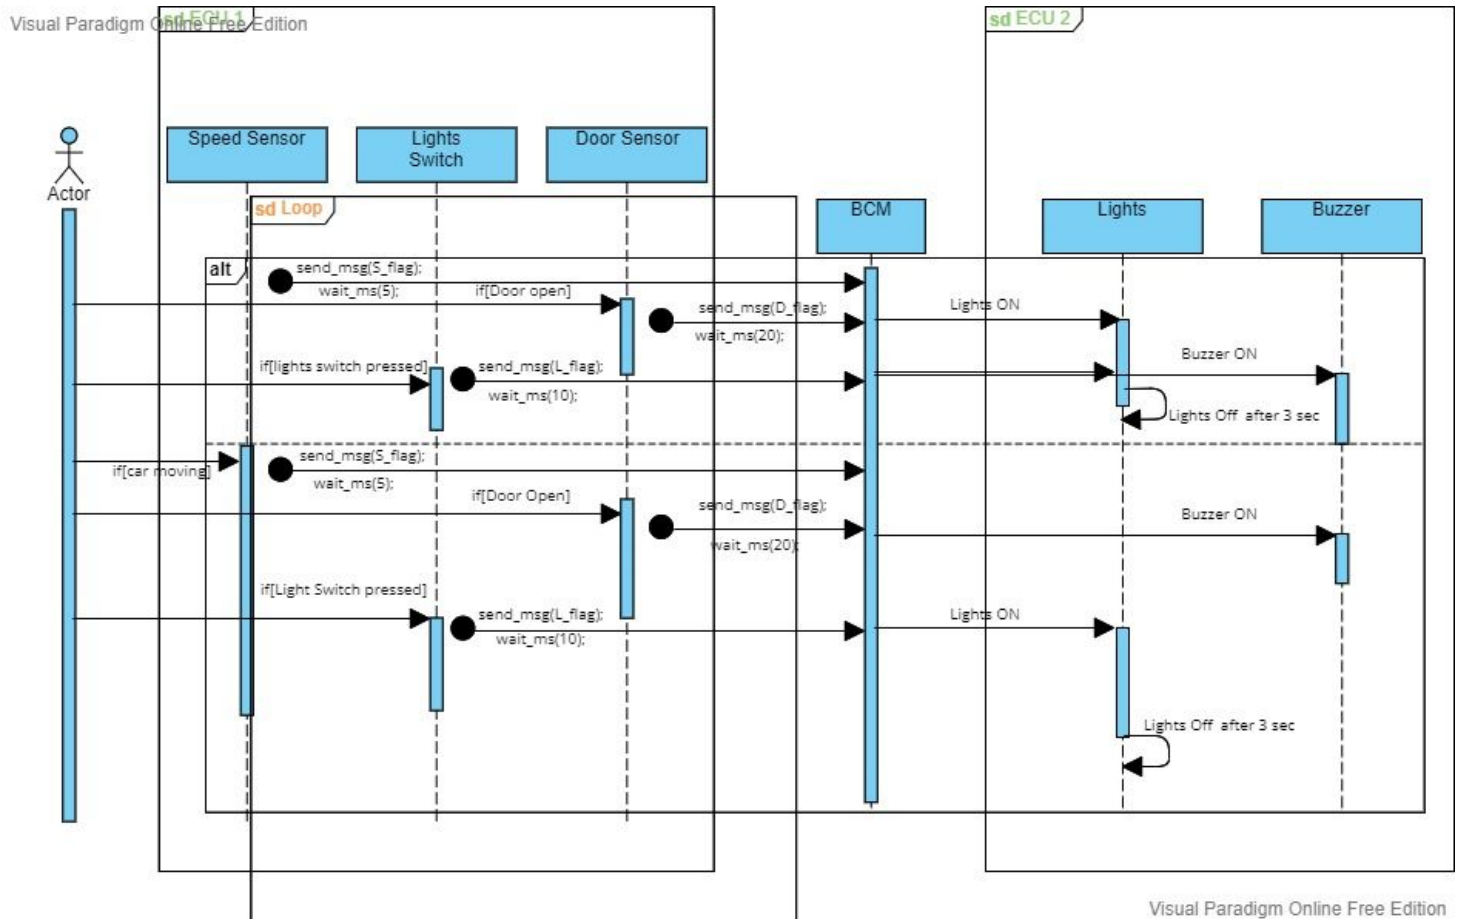 Visual Paradigm Online Free Edition
sd ECU 1
sd ECU 2
Speed Sensor
Lights
Switch
Door Sensor
Actor
sd Loop
BCM
Lights
Buzzer
alt
send_msg(S_flag);
wait_ms(5);
if[Door open]
send_msg(D_flag);
wait_ms(20);
Lights ON
if[lights switch pressed]
send_msg(L_flag);
wait_ms(10);
Buzzer ON
Lights Off after 3 sec
if[car moving]
send_msg(S_flag);
wait_ms(5);
if[Door Open]
send_msg(D_flag);
wait_ms(20);
Buzzer ON
if[Light Switch pressed]
send_msg(L_flag);
wait_ms(10);
Lights ON
Lights Off after 3 sec
Visual Paradigm Online Free Edition